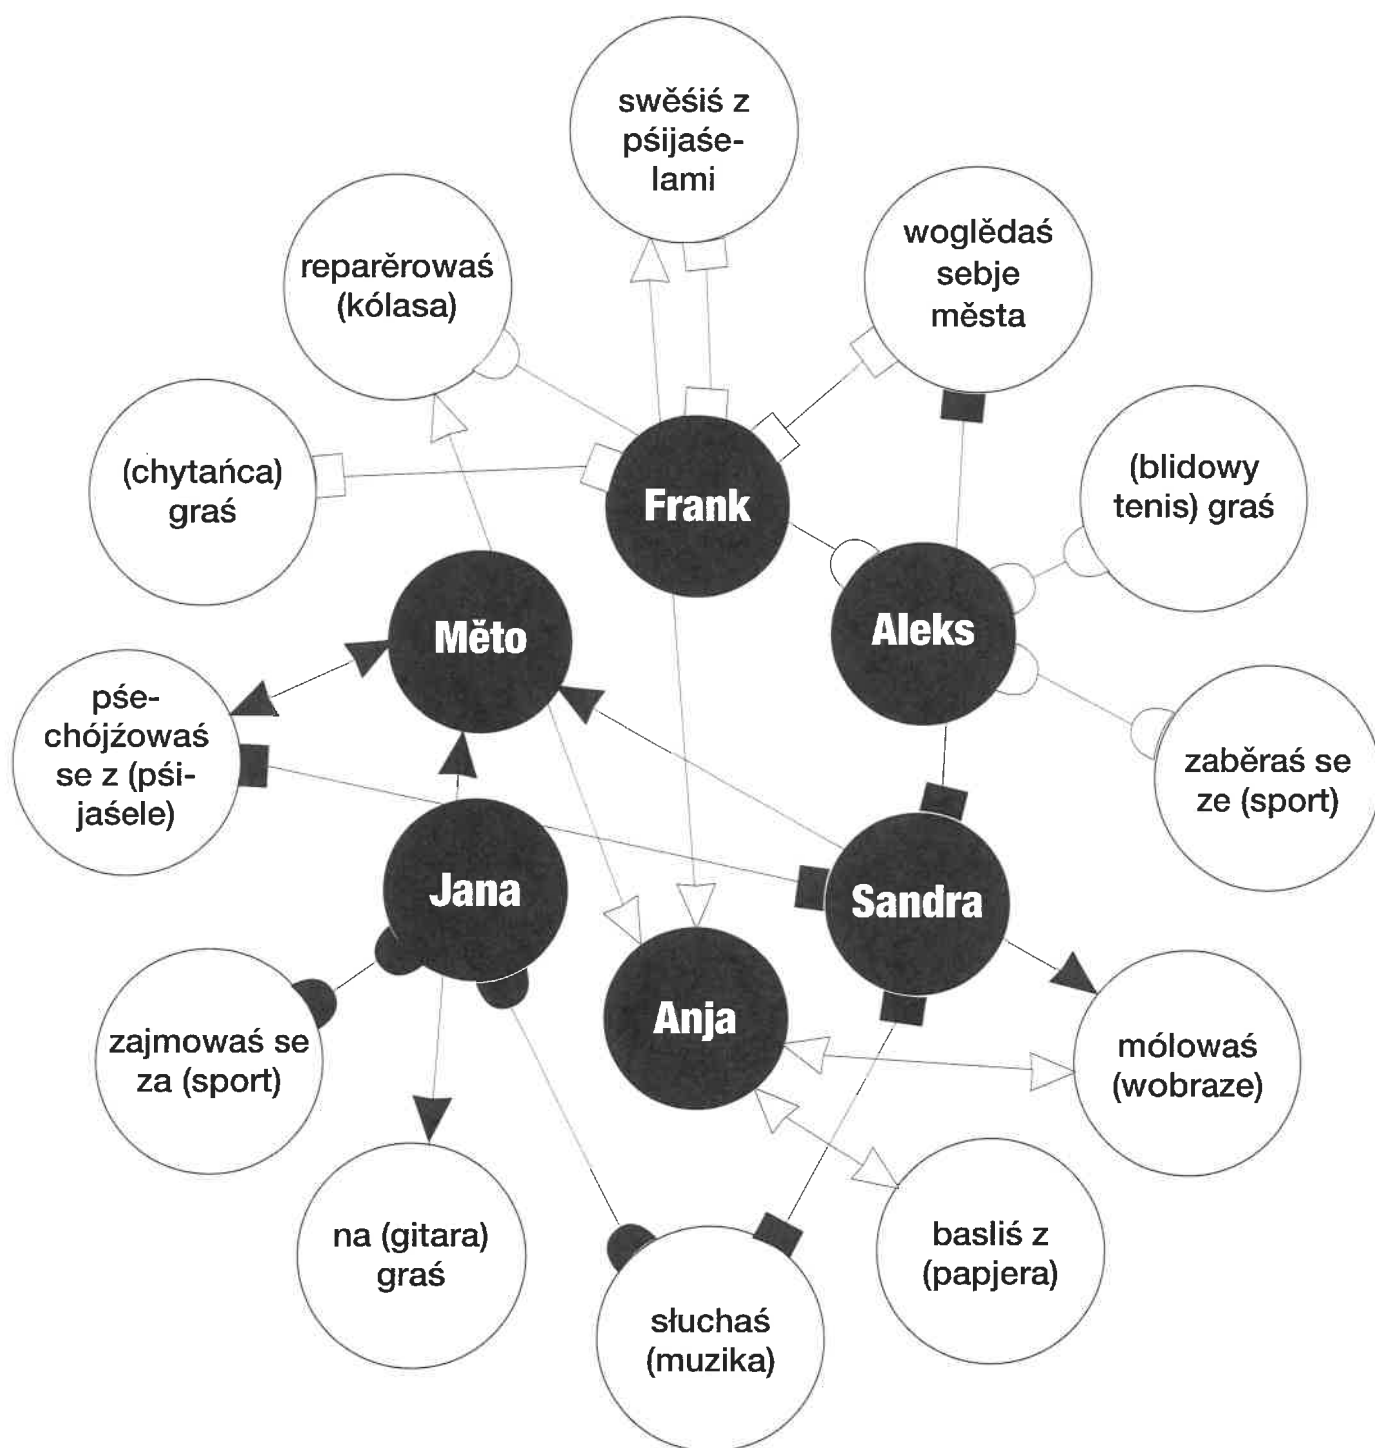 swěśiś z
pśijaśe-
lami
woglědaś
sebje
města
reparěrowaś
(kólasa)
(chytańca)
graś
(blidowy
tenis) graś
Frank
Aleks
Měto
pśe-
chójźowaś
se z (pśi-
jaśele)
zaběraś se
ze (sport)
Jana
Sandra
Anja
zajmowaś se
za (sport)
mólowaś
(wobraze)
na (gitara)
graś
basliś z
(papjera)
słuchaś
(muzika)